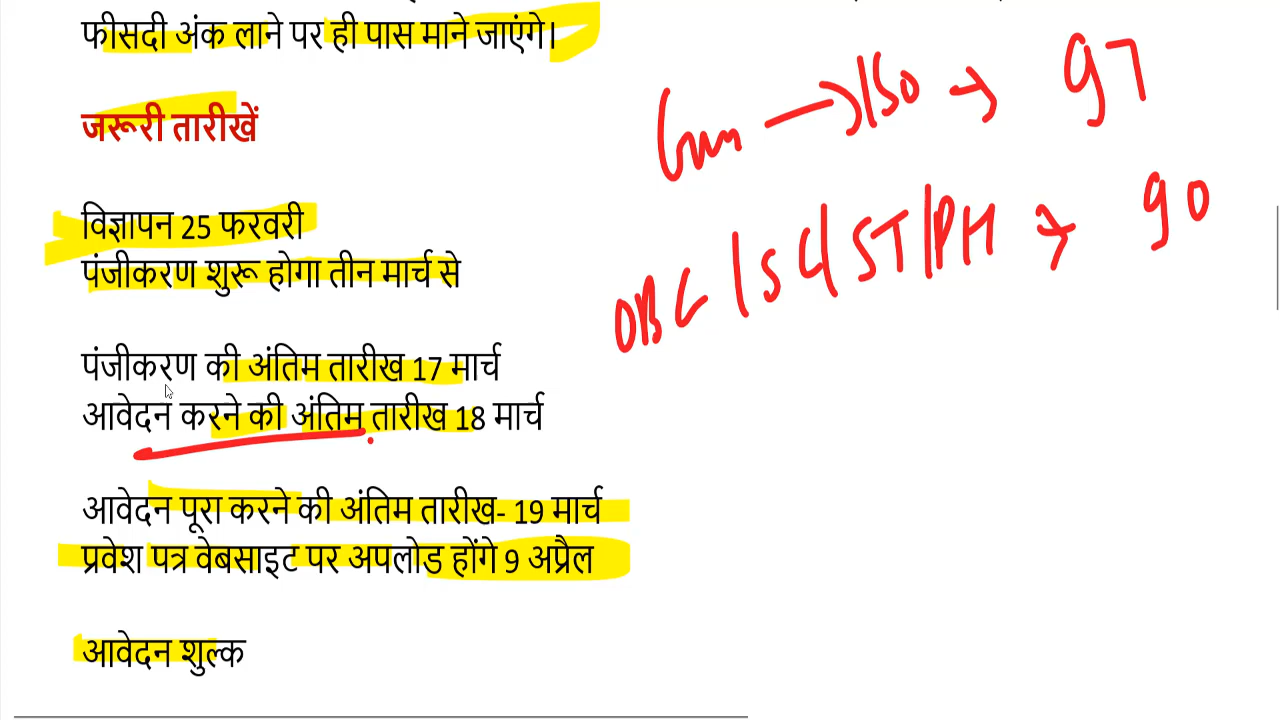 फीसदी अंक लाने पर ही पास माने जाएंगे।
जरूरी तारीखें
विज्ञापन 25 फरवरी
पंजीकरण शुरू होगा तीन मार्च से
पंजीकरण की अंतिम तारीख 17 मार्च
आवेदन करने की अंतिम तारीख 18 मार्च
आवेदन पूरा करने की अंतिम तारीख- 19 मार्च
प्रवेश पत्र वेबसाइट पर अपलोड होंगे 9 अप्रैल
आवेदन शुल्क
150 → 97
OBC/SC/ST/PH → 90